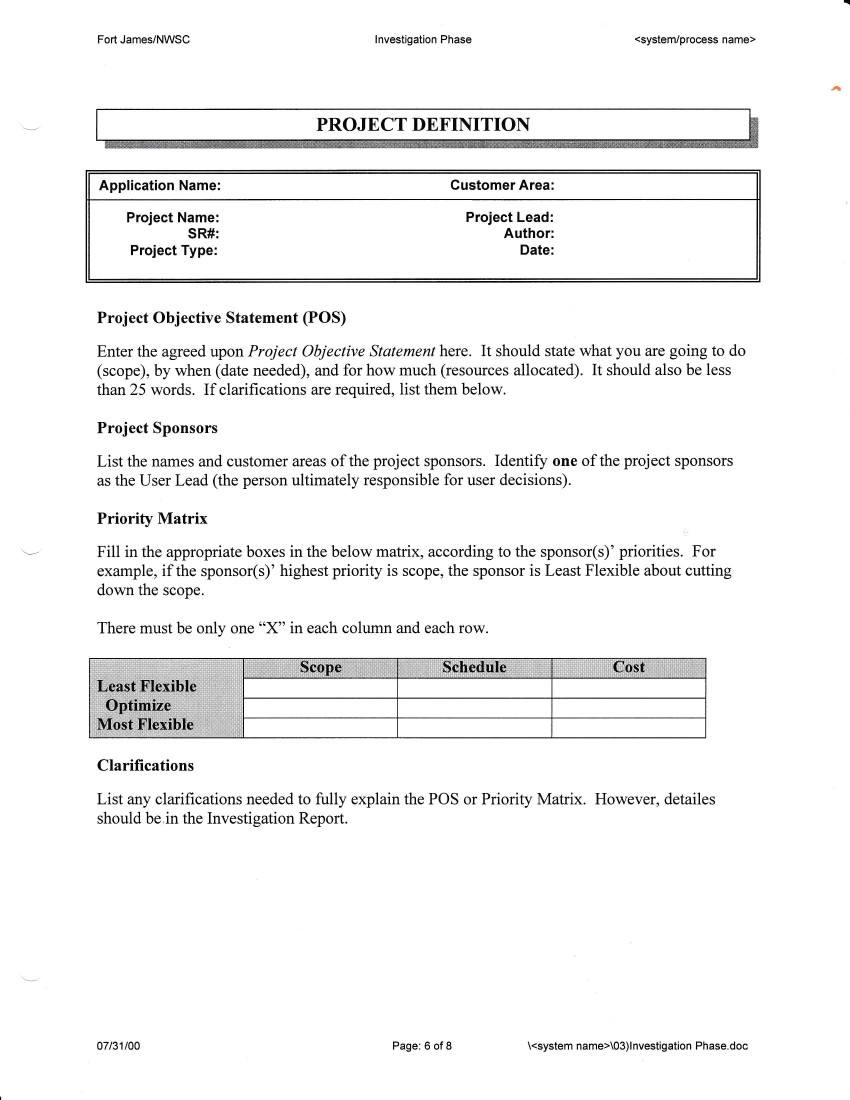 Fort James/NWSC Investigation Phase <system/process name>
PROJECT DEFINITION
Application Name: Customer Area:
Project Name: Project Lead:
SR#: Author:
Project Type: Date:
Project Objective Statement (POS)
Enter the agreed upon Project Objective Statement here. It should state what you are going to do
(scope), by when (date needed), and for how much (resources allocated). It should also be less
than 25 words. If clarifications are required, list them below.
Project Sponsors
List the names and customer areas of the project sponsors. Identify one of the project sponsors
as the User Lead (the person ultimately responsible for user decisions).
Priority Matrix
Fill in the appropriate boxes in the below matrix, according to the sponsor(s)’ priorities. For
example, if the sponsor(s)’ highest priority is scope, the sponsor is Least Flexible about cutting
down the scope.
There must be only one “X” in each column and each row.
Scope Schedule Cost
Least Flexible
Optimize
Most Flexible
Clarifications
List any clarifications needed to fully explain the POS or Priority Matrix. However, detailes
should be in the Investigation Report.
07/31/00 Page: 6 of 8 \<system name>\03)Investigation Phase.doc